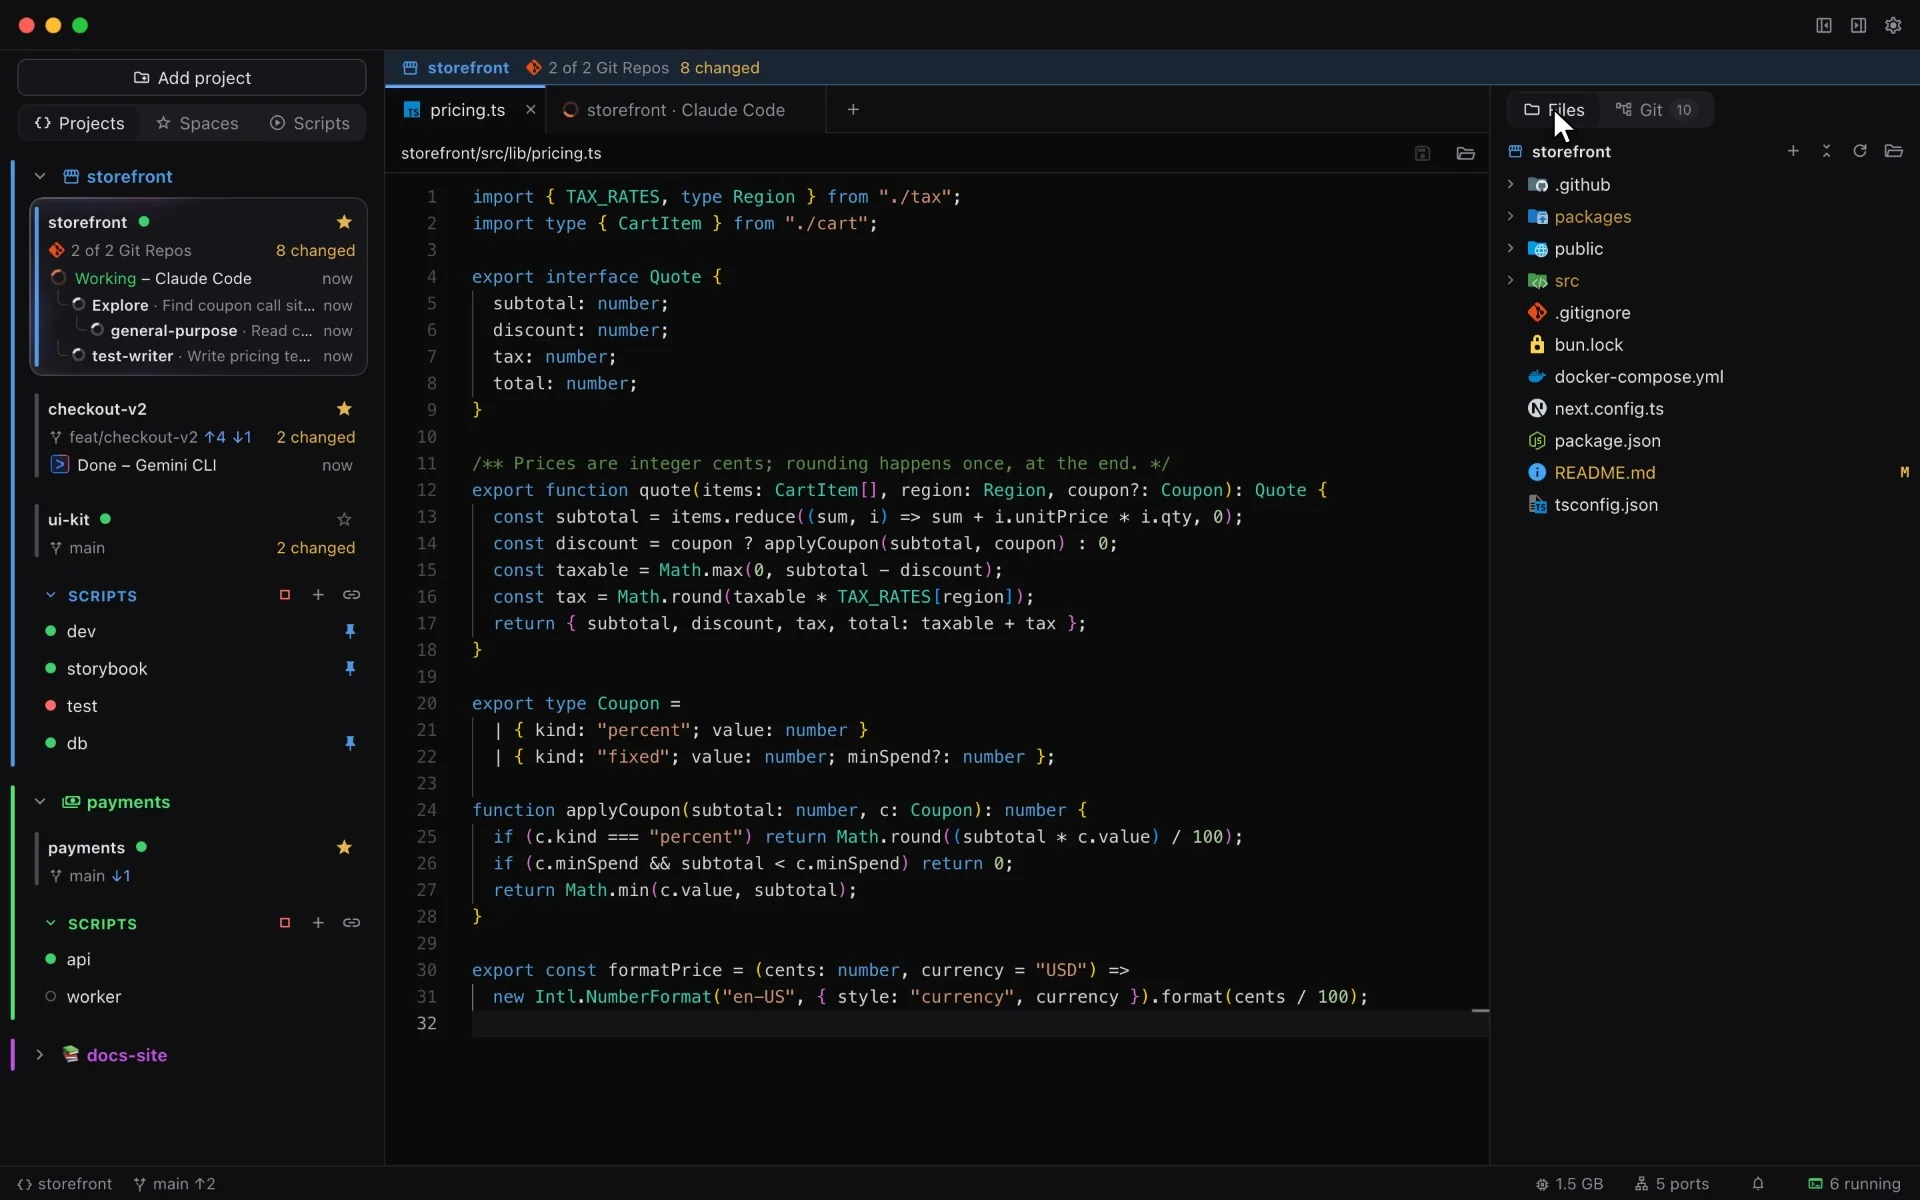 Add project
Projects
Spaces
Scripts
storefront
storefront
2 of 2 Git Repos
8 changed
Working – Claude Code
now
Explore · Find coupon call sit...
now
general-purpose · Read c...
now
test-writer · Write pricing te...
now
checkout-v2
feat/checkout-v2 ↑4 ↓1
2 changed
Done – Gemini CLI
now
ui-kit
main
2 changed
SCRIPTS
dev
storybook
test
db
payments
payments
main ↓1
SCRIPTS
api
worker
docs-site
storefront
2 of 2 Git Repos
8 changed
pricing.ts
storefront · Claude Code
storefront/src/lib/pricing.ts
1 import { TAX_RATES, type Region } from "./tax";
2 import type { CartItem } from "./cart";
3
4 export interface Quote {
5 subtotal: number;
6 discount: number;
7 tax: number;
8 total: number;
9 }
10
11 /** Prices are integer cents; rounding happens once, at the end. */
12 export function quote(items: CartItem[], region: Region, coupon?: Coupon): Quote {
13 const subtotal = items.reduce((sum, i) => sum + i.unitPrice * i.qty, 0);
14 const discount = coupon ? applyCoupon(subtotal, coupon) : 0;
15 const taxable = Math.max(0, subtotal - discount);
16 const tax = Math.round(taxable * TAX_RATES[region]);
17 return { subtotal, discount, tax, total: taxable + tax };
18 }
19
20 export type Coupon =
21 | { kind: "percent"; value: number }
22 | { kind: "fixed"; value: number; minSpend?: number };
23
24 function applyCoupon(subtotal: number, c: Coupon): number {
25 if (c.kind === "percent") return Math.round((subtotal * c.value) / 100);
26 if (c.minSpend && subtotal < c.minSpend) return 0;
27 return Math.min(c.value, subtotal);
28 }
29
30 export const formatPrice = (cents: number, currency = "USD") =>
31 new Intl.NumberFormat("en-US", { style: "currency", currency }).format(cents / 100);
32
Files
Git 10
storefront
.github
packages
public
src
.gitignore
bun.lock
docker-compose.yml
next.config.ts
package.json
README.md
M
tsconfig.json
storefront
main ↑2
1.5 GB
5 ports
6 running